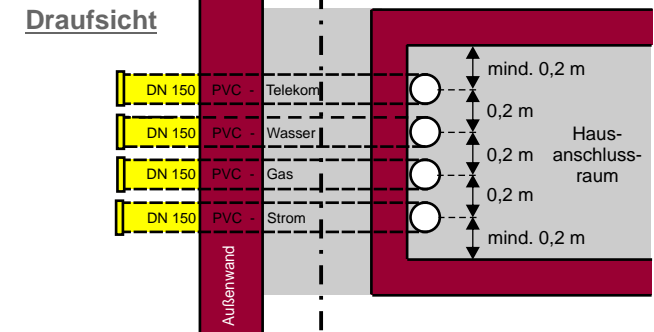 Draufsicht
mind. 0,2 m
DN 150 PVC - Telekom
0,2 m
DN 150 PVC - Wasser
Haus-
anschluss-
raum
0,2 m
DN 150 PVC - Gas
0,2 m
DN 150 PVC - Strom
mind. 0,2 m
Außenwand